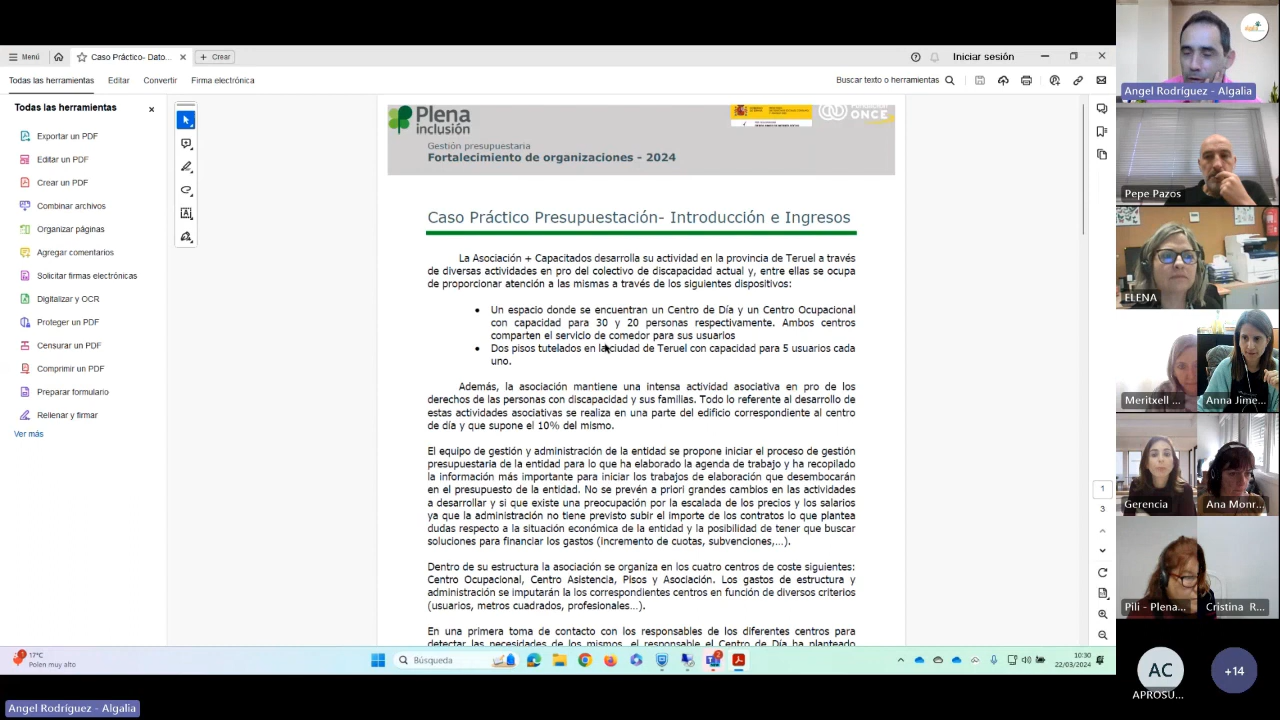 Menú
Caso Práctico- Dato...
Crear
Iniciar sesión
Todas las herramientas
Editar
Convertir
Firma electrónica
Buscar texto o herramientas
Todas las herramientas
Exportar un PDF
Editar un PDF
Crear un PDF
Combinar archivos
Organizar páginas
Agregar comentarios
Solicitar firmas electrónicas
Digitalizar y OCR
Proteger un PDF
Censurar un PDF
Comprimir un PDF
Preparar formulario
Rellenar y firmar
Ver más
Plena
inclusión
ONCE
Gestión presupuestaria
Fortalecimiento de organizaciones - 2024
Caso Práctico Presupuestación- Introducción e Ingresos
La Asociación + Capacitados desarrolla su actividad en la provincia de Teruel a través
de diversas actividades en pro del colectivo de discapacidad actual y, entre ellas se ocupa
de proporcionar atención a las mismas a través de los siguientes dispositivos:
• Un espacio donde se encuentran un Centro de Día y un Centro Ocupacional
con capacidad para 30 y 20 personas respectivamente. Ambos centros
comparten el servicio de comedor para sus usuarios
• Dos pisos tutelados en la ciudad de Teruel con capacidad para 5 usuarios cada
uno.
Además, la asociación mantiene una intensa actividad asociativa en pro de los
derechos de las personas con discapacidad y sus familias. Todo lo referente al desarrollo de
estas actividades asociativas se realiza en una parte del edificio correspondiente al centro
de día y que supone el 10% del mismo.
El equipo de gestión y administración de la entidad se propone iniciar el proceso de gestión
presupuestaria de la entidad para lo que ha elaborado la agenda de trabajo y ha recopilado
la información más importante para iniciar los trabajos de elaboración que desembocarán
en el presupuesto de la entidad. No se prevén a priori grandes cambios en las actividades
a desarrollar y si que existe una preocupación por la escalada de los precios y los salarios
ya que la administración no tiene previsto subir el importe de los contratos lo que plantea
dudas respecto a la situación económica de la entidad y la posibilidad de tener que buscar
soluciones para financiar los gastos (incremento de cuotas, subvenciones,...).
Dentro de su estructura la asociación se organiza en los cuatro centros de coste siguientes:
Centro Ocupacional, Centro Asistencia, Pisos y Asociación. Los gastos de estructura y
administración se imputarán la los correspondientes centros en función de diversos criterios
(usuarios, metros cuadrados, profesionales...).
En una primera toma de contacto con los responsables de los diferentes centros para
detectar las necesidades de los mismos, el responsable el Centro de Día ha planteado
1
3
17°C
Polen muy alto
Búsqueda
10:30
22/03/2024
Angel Rodríguez - Algalia
Angel Rodríguez - Algalia
Pepe Pazos
ELENA
Meritxell ...
Anna Jime...
Gerencia
Ana Monr...
Pili - Plena...
Cristina R...
AC
APROSU...
+14